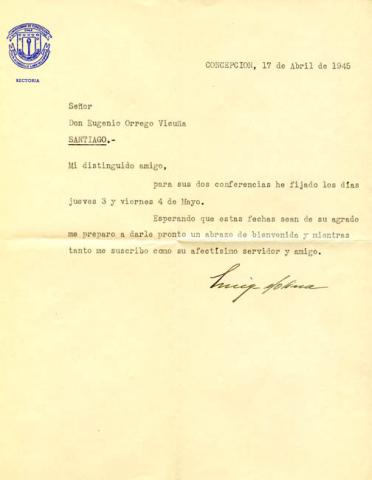 RECTORIA
CONCEPCION, 17 de Abril de 1945
Señor
Don Eugenio Orrego Vicuña
SANTIAGO.-
Mi distinguido amigo,
para sus dos conferencias he fijado los días
jueves 3 y viernes 4 de Mayo.
Esperando que estas fechas sean de su agrado
me preparo a darle pronto un abrazo de bienvenida y mientras
tanto me suscribo como su afectísimo servidor y amigo.